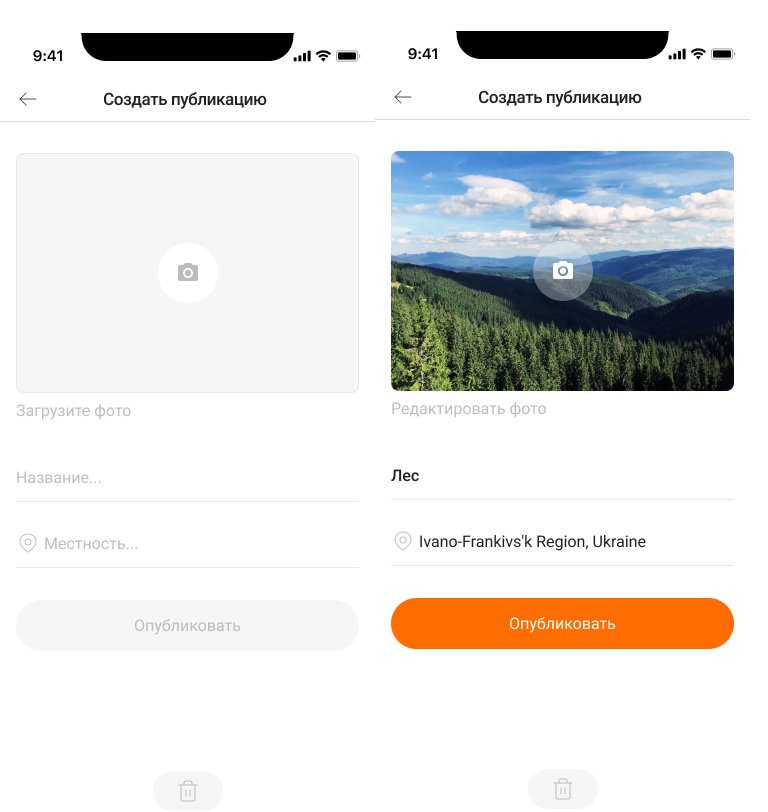 9:41
Создать публикацию
Загрузите фото
Название...
Местность...
Опубликовать
9:41
Создать публикацию
Редактировать фото
Лес
Ivano-Frankivs'k Region, Ukraine
Опубликовать